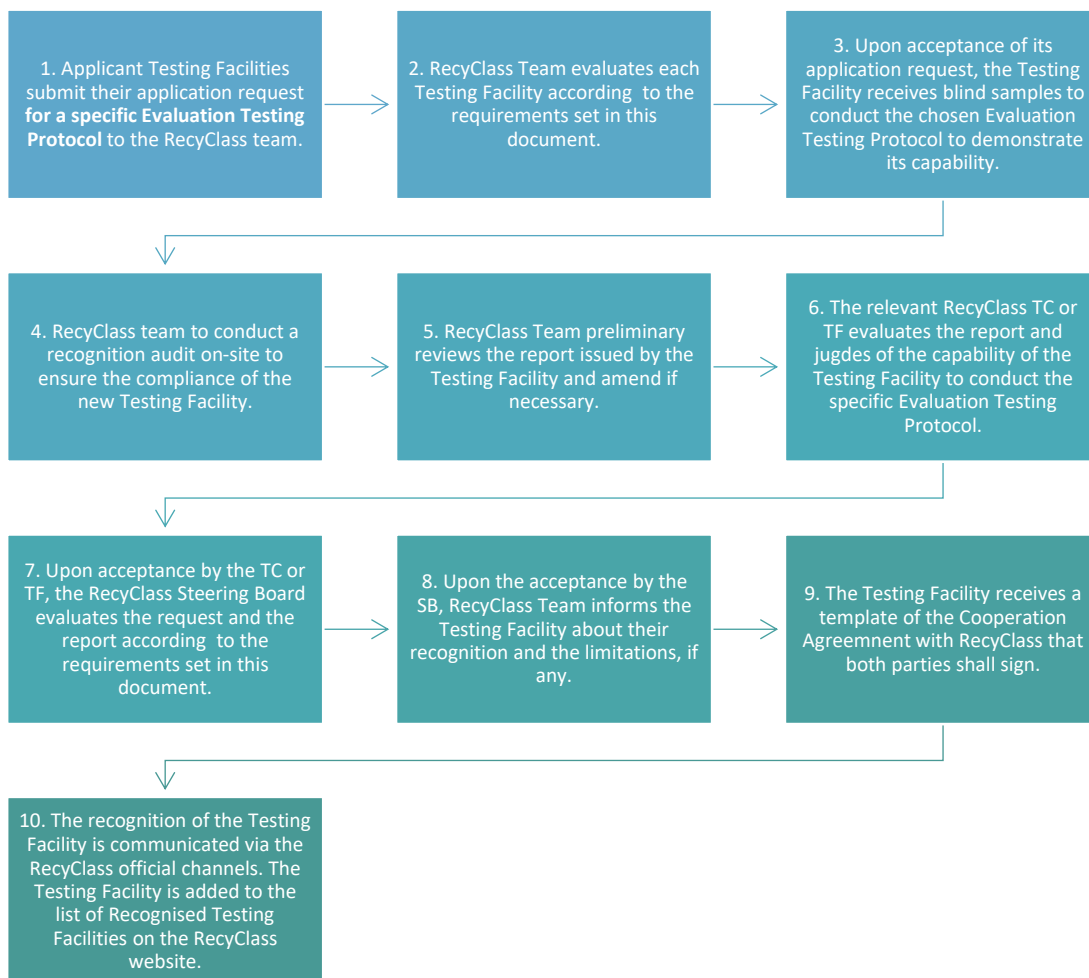 1. Applicant Testing Facilities
submit their application request
for a specific Evaluation Testing
Protocol to the RecyClass team.
2. RecyClass Team evaluates each
Testing Facility according  to the
requirements set in this
document.
3. Upon acceptance of its
application request, the Testing
Facility receives blind samples to
conduct the chosen Evaluation
Testing Protocol to demonstrate
its capability.
4. RecyClass team to conduct a
recognition audit on-site to
ensure the compliance of the
new Testing Facility.
5. RecyClass Team preliminary
reviews the report issued by the
Testing Facility and amend if
necessary.
6. The relevant RecyClass TC or
TF evaluates the report and
jugdes of the capability of the
Testing Facility to conduct the
specific Evaluation Testing
Protocol.
7. Upon acceptance by the TC or
TF, the RecyClass Steering Board
evaluates the request and the
report according  to the
requirements set in this
document.
8. Upon the acceptance by the
SB, RecyClass Team informs the
Testing Facility about their
recognition and the limitations, if
any.
9. The Testing Facility receives a
template of the Cooperation
Agreemnent with RecyClass that
both parties shall sign.
10. The recognition of the Testing
Facility is communicated via the
RecyClass official channels. The
Testing Facility is added to the
list of Recognised Testing
Facilities on the RecyClass
website.